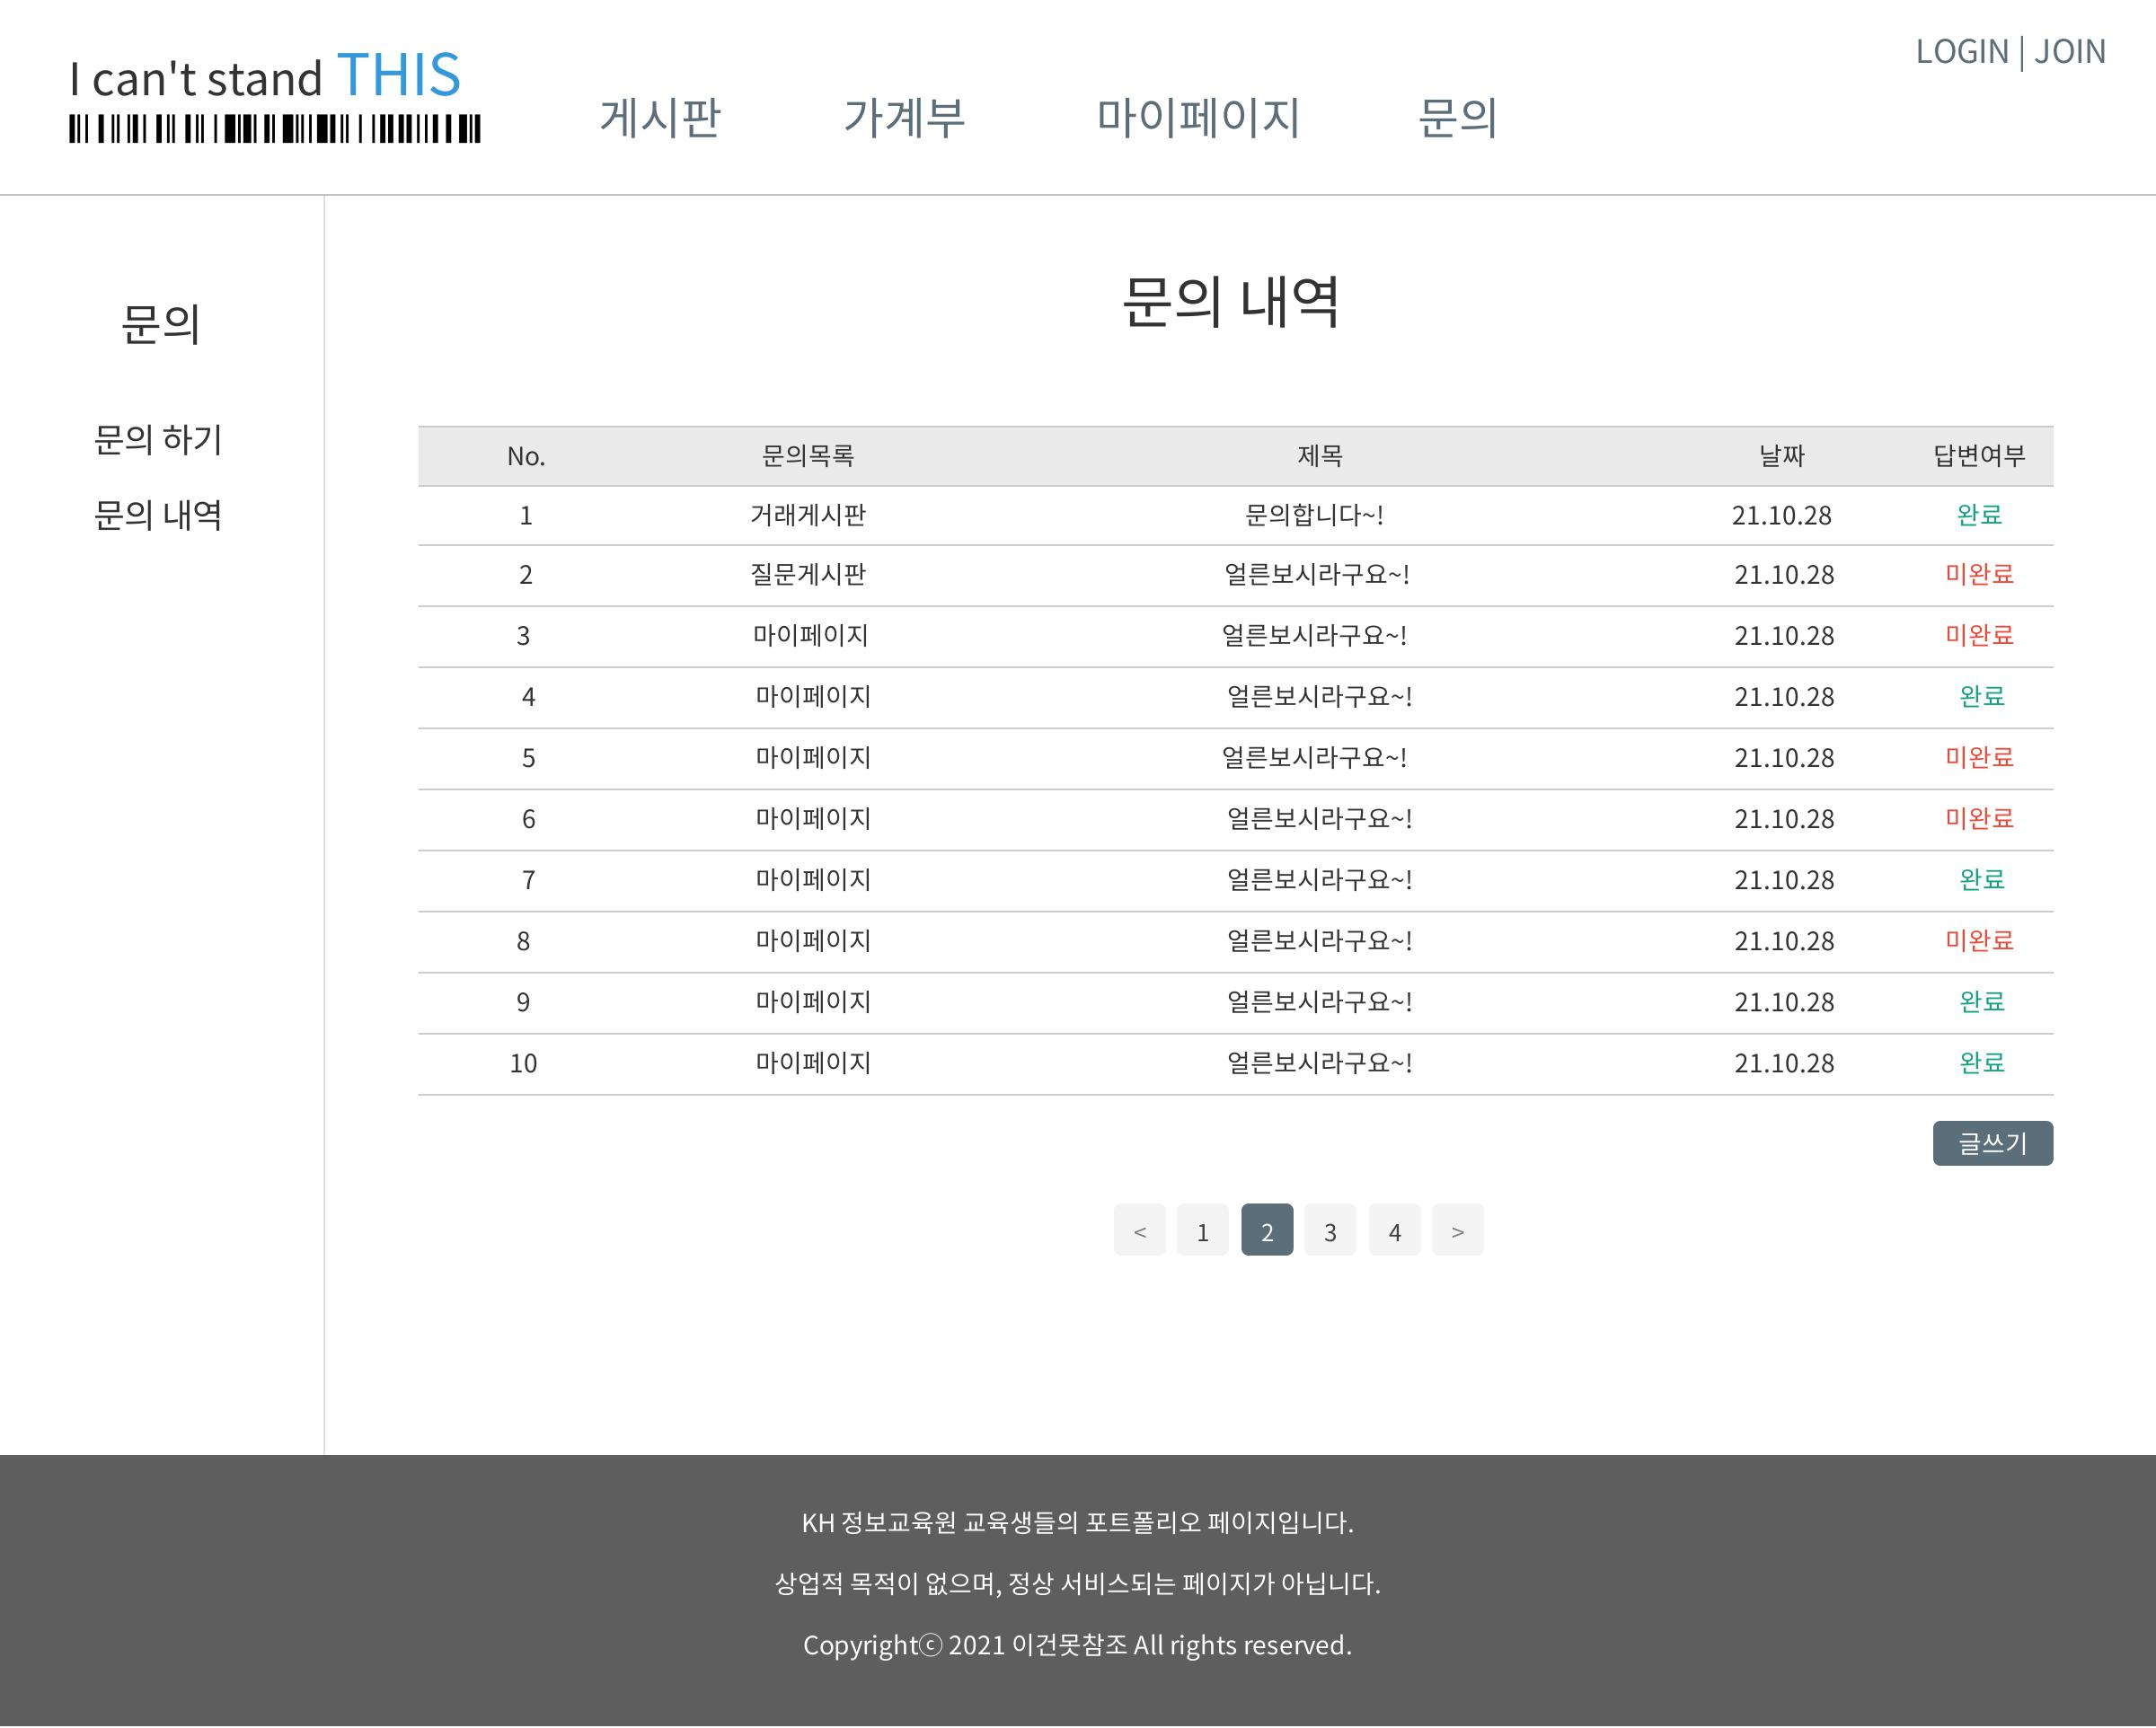 LOGIN | JOIN
I can't stand THIS
게시판 가계부 마이페이지 문의
문의
문의 하기
문의 내역
문의 내역
No. 문의목록 제목 날짜 답변여부
1 거래게시판 문의합니다~! 21.10.28 완료
2 질문게시판 얼른보시라구요~! 21.10.28 미완료
3 마이페이지 얼른보시라구요~! 21.10.28 미완료
4 마이페이지 얼른보시라구요~! 21.10.28 완료
5 마이페이지 얼른보시라구요~! 21.10.28 미완료
6 마이페이지 얼른보시라구요~! 21.10.28 미완료
7 마이페이지 얼른보시라구요~! 21.10.28 완료
8 마이페이지 얼른보시라구요~! 21.10.28 미완료
9 마이페이지 얼른보시라구요~! 21.10.28 완료
10 마이페이지 얼른보시라구요~! 21.10.28 완료
글쓰기
< 1 2 3 4 >
KH 정보교육원 교육생들의 포트폴리오 페이지입니다.
상업적 목적이 없으며, 정상 서비스되는 페이지가 아닙니다.
Copyrightⓒ 2021 이건못참조 All rights reserved.